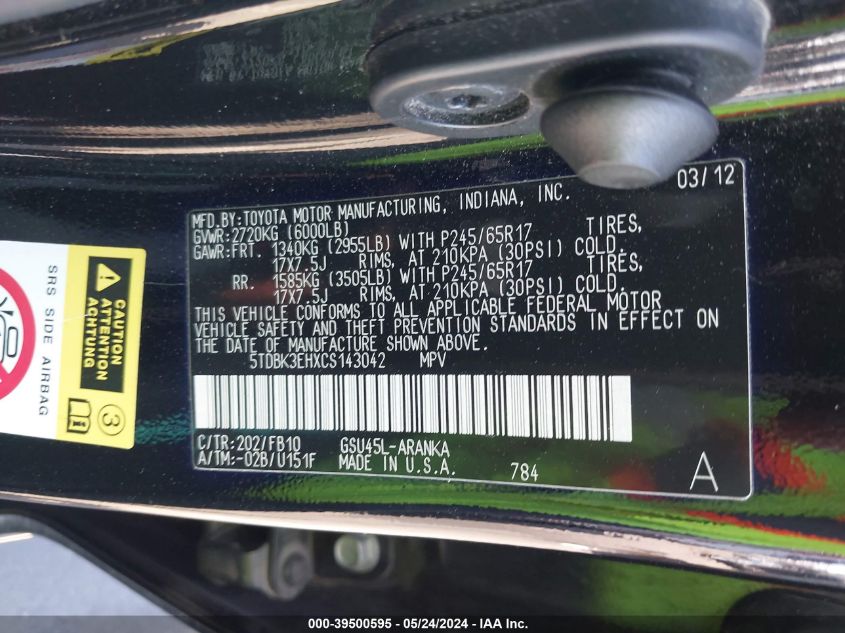 03/12
MFD.BY:TOYOTA MOTOR MANUFACTURING, INDIANA, INC.
GVWR:2720KG (6000LB)
GAWR:FRT. 1340KG (2955LB) WITH P245/65R17 TIRES,
17X7.5J RIMS, AT 210KPA (30PSI) COLD.
RR. 1585KG (3505LB) WITH P245/65R17 TIRES,
17X7.5J RIMS, AT 210KPA (30PSI) COLD.
THIS VEHICLE CONFORMS TO ALL APPLICABLE FEDERAL MOTOR
VEHICLE SAFETY AND THEFT PREVENTION STANDARDS IN EFFECT ON
THE DATE OF MANUFACTURE SHOWN ABOVE.
5TDBK3EHXCS143042 MPV
C/TR:202/FB10 GSU45L-ARANKA
A/TM:-02B/U151F MADE IN U.S.A. 784
A
SRS SIDE AIRBAG
CAUTION
ATTENTION
ACHTUNG
3
000-39500595 - 05/24/2024 - IAA Inc.